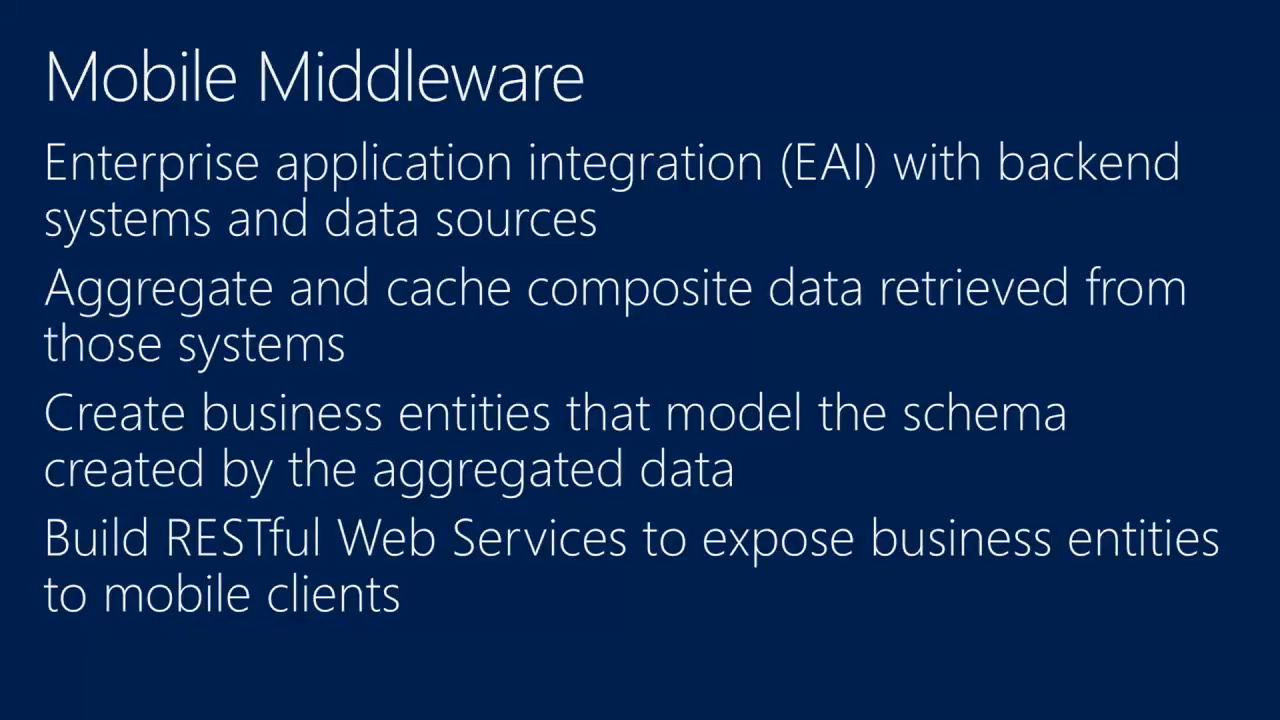 Mobile Middleware
Enterprise application integration (EAI) with backend
systems and data sources
Aggregate and cache composite data retrieved from
those systems
Create business entities that model the schema
created by the aggregated data
Build RESTful Web Services to expose business entities
to mobile clients